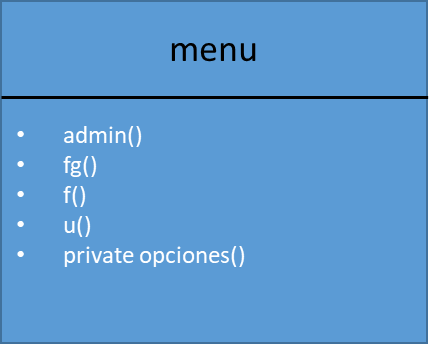 menu
• admin()
• fg()
• f()
• u()
• private opciones()